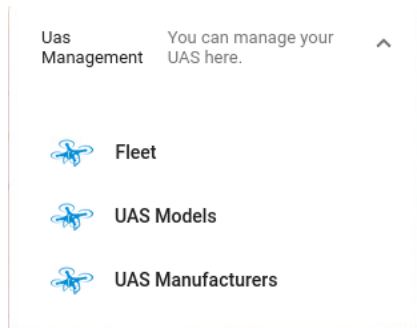 Uas Management
You can manage your UAS here.
Fleet
UAS Models
UAS Manufacturers